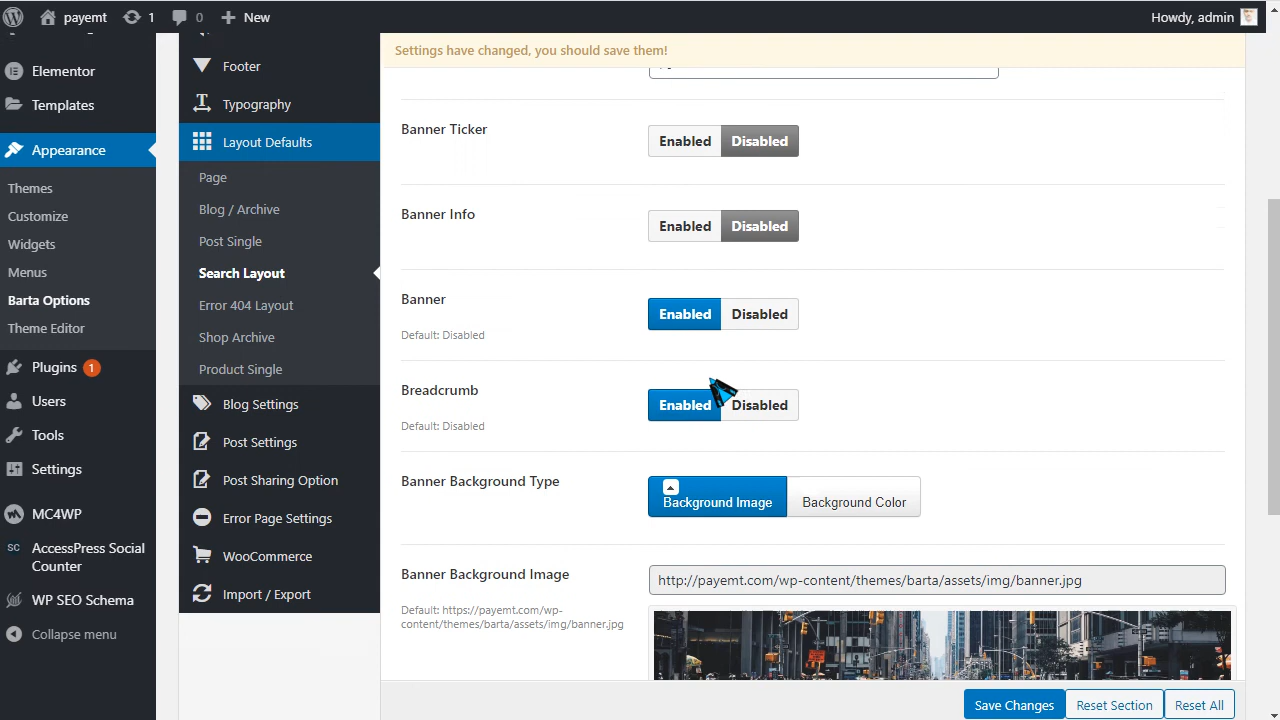 payemt
1
0
New
Howdy, admin
Elementor
Templates
Appearance
Themes
Customize
Widgets
Menus
Barta Options
Theme Editor
Plugins 1
Users
Tools
Settings
MC4WP
SC AccessPress Social
Counter
WP SEO Schema
Collapse menu
Footer
Typography
Layout Defaults
Page
Blog / Archive
Post Single
Search Layout
Error 404 Layout
Shop Archive
Product Single
Blog Settings
Post Settings
Post Sharing Option
Error Page Settings
WooCommerce
Import / Export
Settings have changed, you should save them!
Banner Ticker
Enabled Disabled
Banner Info
Enabled Disabled
Banner
Default: Disabled
Enabled Disabled
Breadcrumb
Default: Disabled
Enabled Disabled
Banner Background Type
Background Image Background Color
Banner Background Image
Default: https://payemt.com/wp-
content/themes/barta/assets/img/banner.jpg
http://payemt.com/wp-content/themes/barta/assets/img/banner.jpg
Save Changes Reset Section Reset All